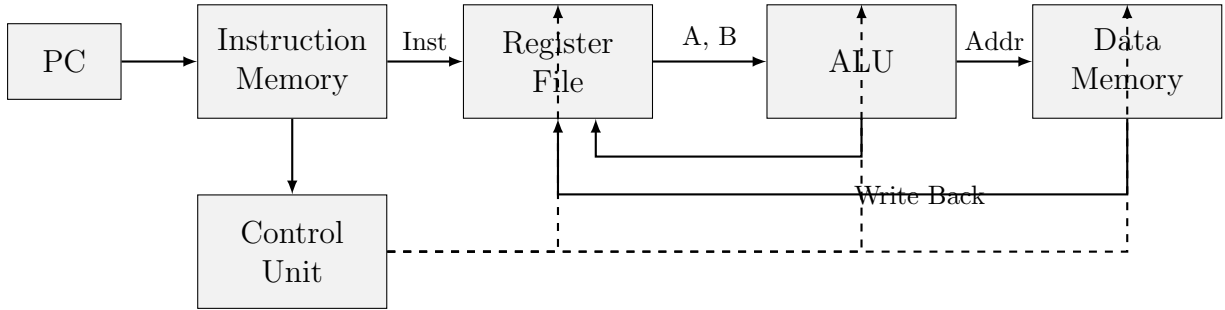 PC
Instruction
Memory
Inst
Register
File
A, B
ALU
Addr
Data
Memory
Write Back
Control
Unit